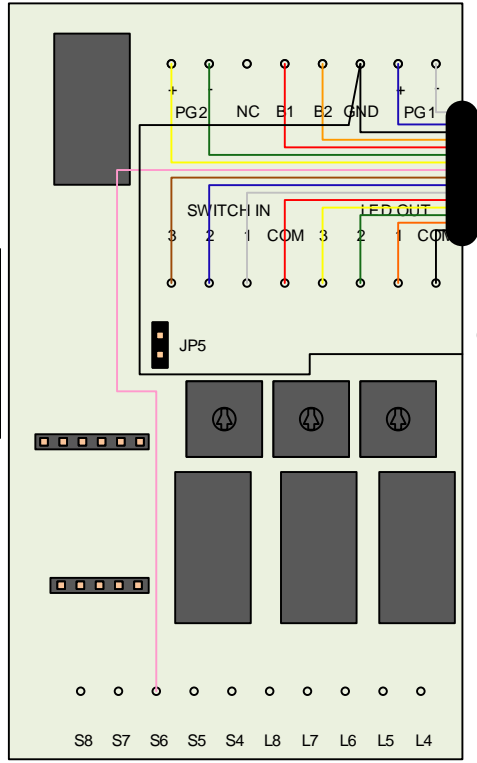 + - + -
PG2 NC B1 B2 GND PG1
SWITCH IN LED OUT
3 2 1 COM 3 2 1 COM
JP5
S8 S7 S6 S5 S4 L8 L7 L6 L5 L4